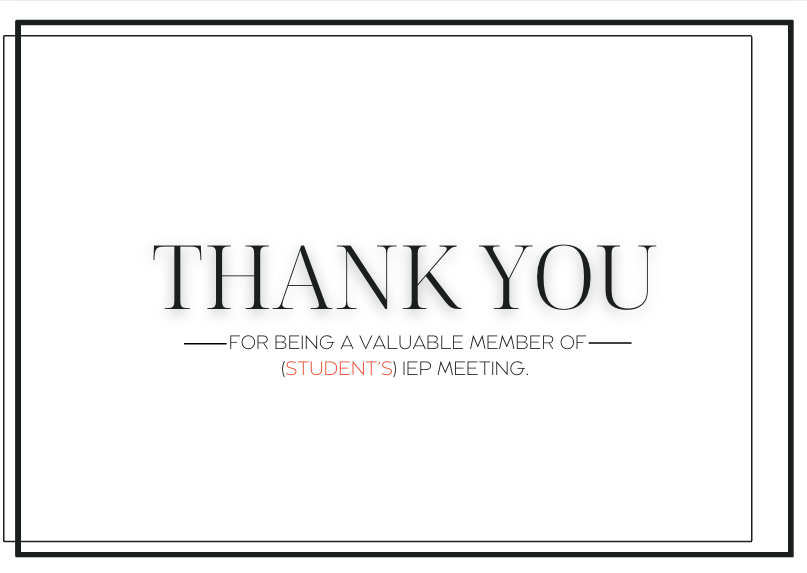 THANK YOU
FOR BEING A VALUABLE MEMBER OF
(STUDENT'S) IEP MEETING.